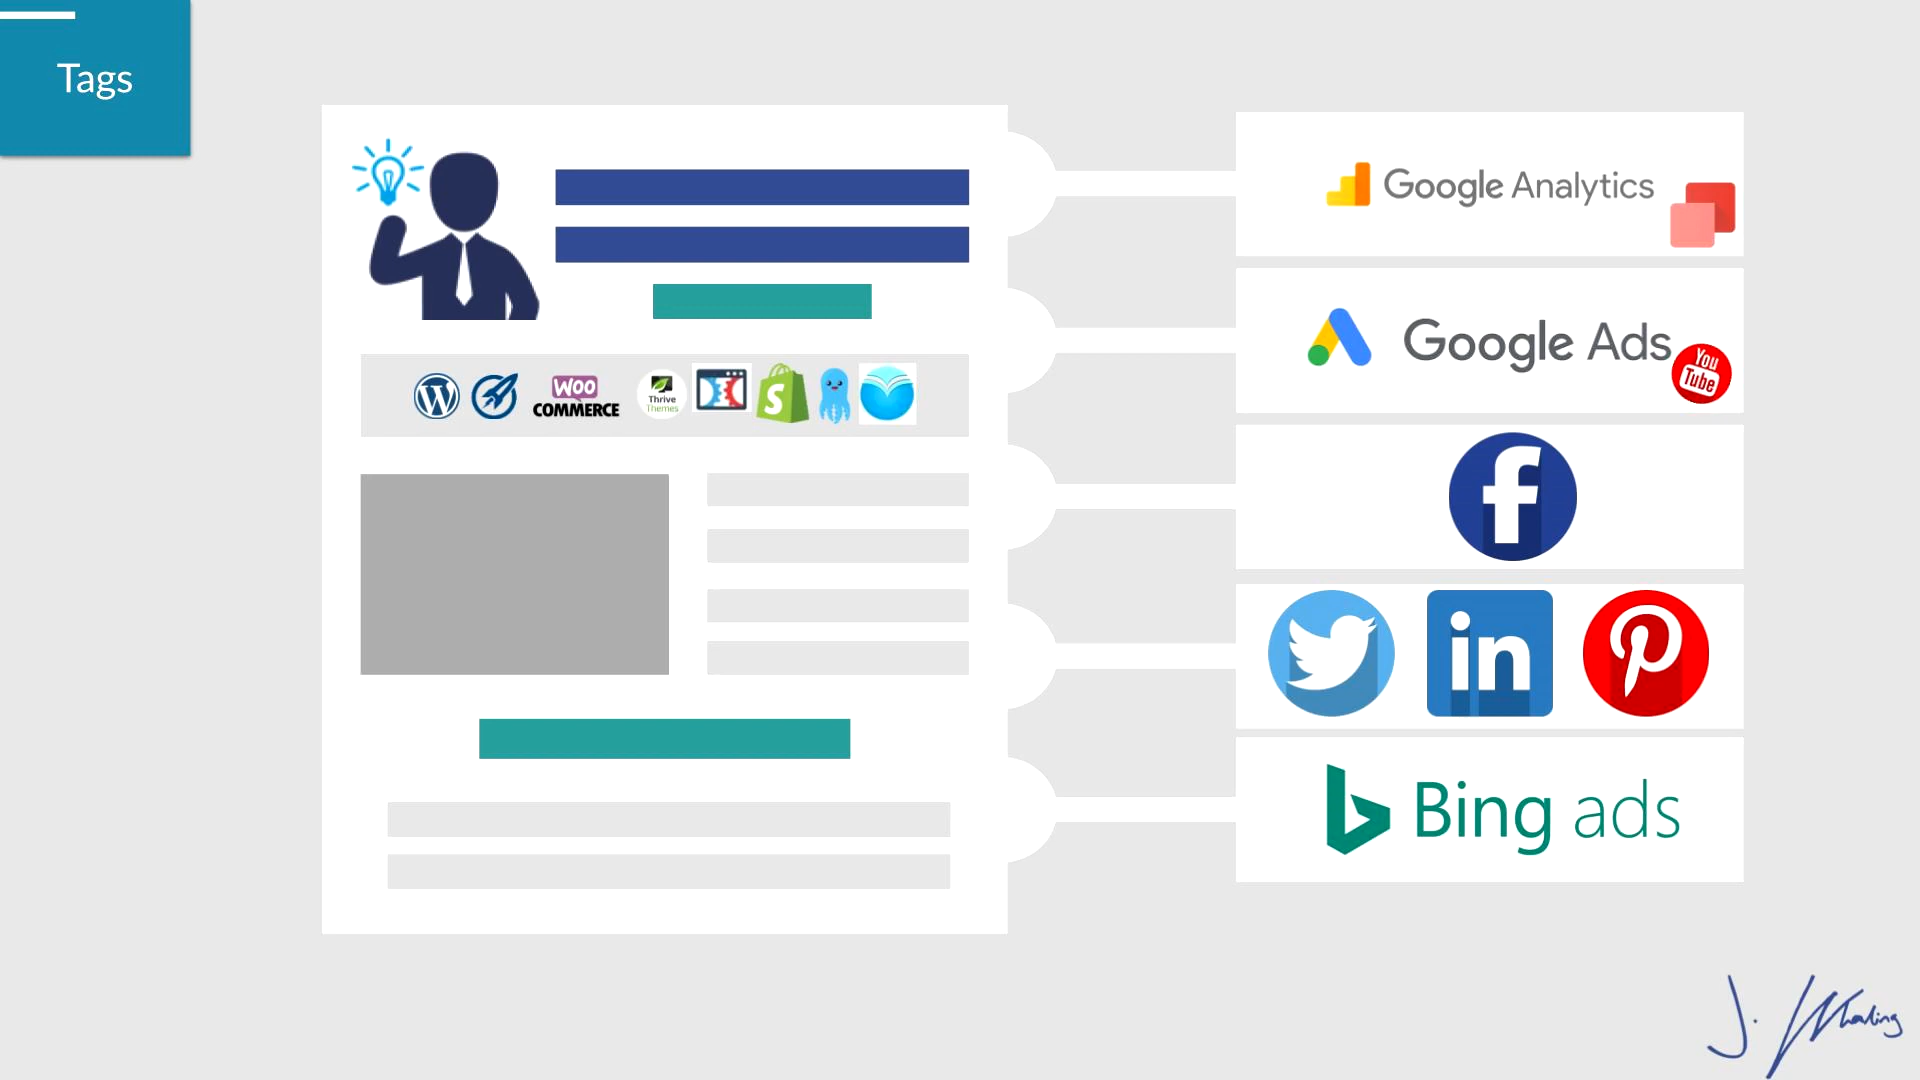 Tags
WOO
COMMERCE
Thrive
Themes
Google Analytics
Google Ads
You
Tube
f
in
Bing ads